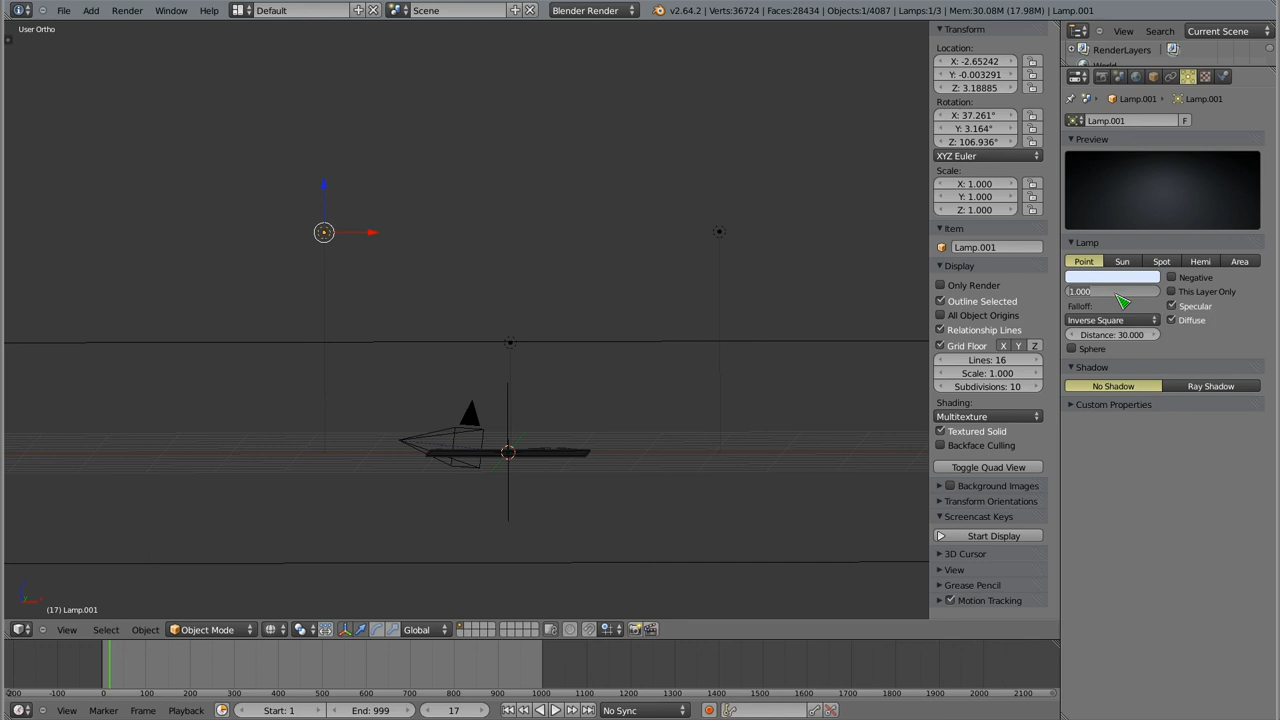 File Add Render Window Help Default Scene Blender Render v2.64.2 | Verts:36724 | Faces:28434 | Objects:1/4087 | Lamps:1/3 | Mem:30.08M (17.98M) | Lamp.001
User Ortho
Transform
Location:
X: -2.65242
Y: -0.003291
Z: 3.18885
Rotation:
X: 37.261°
Y: 3.164°
Z: 106.936°
XYZ Euler
Scale:
X: 1.000
Y: 1.000
Z: 1.000
Item
Lamp.001
Display
Only Render
Outline Selected
All Object Origins
Relationship Lines
Grid Floor X Y Z
Lines: 16
Scale: 1.000
Subdivisions: 10
Shading:
Multitexture
Textured Solid
Backface Culling
Toggle Quad View
Background Images
Transform Orientations
Screencast Keys
Start Display
3D Cursor
View
Grease Pencil
Motion Tracking
View Search Current Scene
RenderLayers
World
Lamp.001 Lamp.001
Lamp.001 F
Preview
Lamp
Point Sun Spot Hemi Area
Negative
1.000 This Layer Only
Falloff: Specular
Inverse Square Diffuse
Distance: 30.000
Sphere
Shadow
No Shadow Ray Shadow
Custom Properties
(17) Lamp.001
View Select Object Object Mode Global
-200 -100 0 100 200 300 400 500 600 700 800 900 1000 1100 1200 1300 1400 1500 1600 1700 1800 1900 2000 2100
View Marker Frame Playback Start: 1 End: 999 17 No Sync